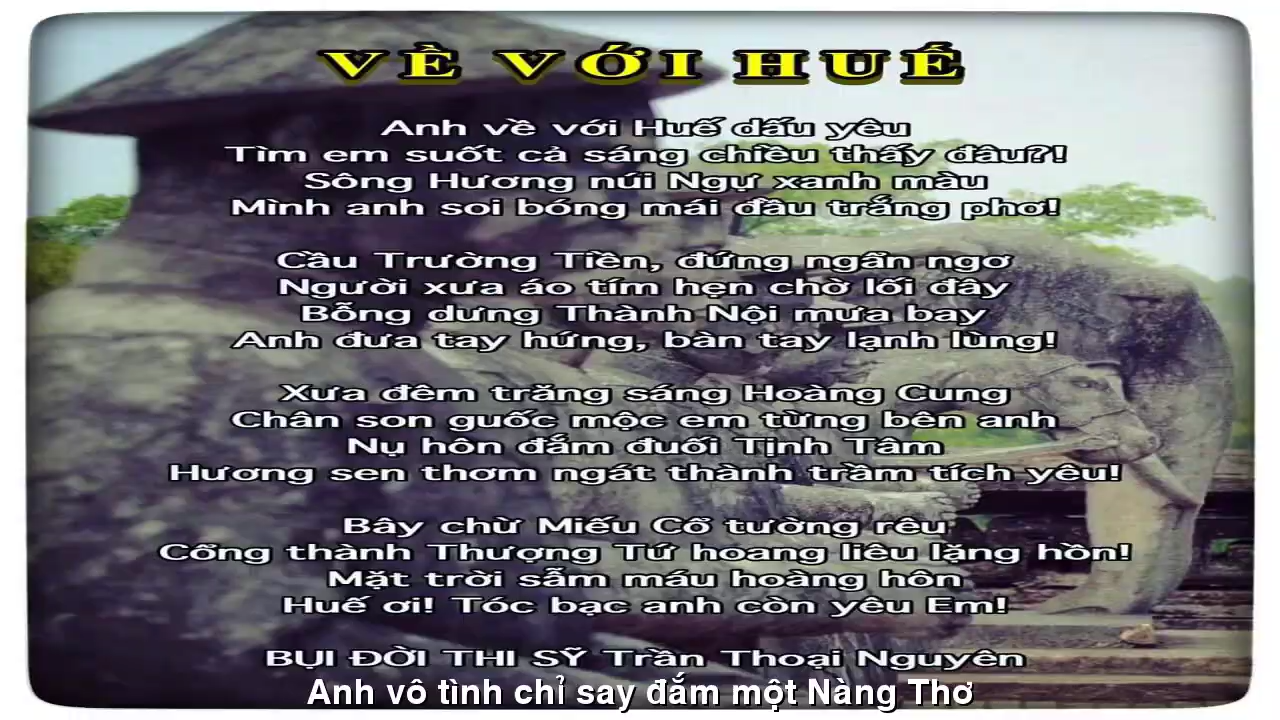 VỀ VỚI HUẾ
Anh về với Huế dấu yêu
Tìm em suốt cả sáng chiều thấy đâu?!
Sông Hương núi Ngự xanh màu
Mình anh soi bóng mái đầu trắng phơ!
Cầu Trường Tiền, đứng ngẩn ngơ
Người xưa áo tím hẹn chờ lối đây
Bỗng dưng Thành Nội mưa bay
Anh đưa tay hứng, bàn tay lạnh lùng!
Xưa đêm trăng sáng Hoàng Cung
Chân son guốc mộc em từng bên anh
Nụ hôn đắm đuối Tịnh Tâm
Hương sen thơm ngát thành trầm tích yêu!
Bây chừ Miếu Cổ tường rêu
Cổng thành Thượng Tứ hoang liêu lặng hồn!
Mặt trời sẫm máu hoàng hôn
Huế ơi! Tóc bạc anh còn yêu Em!
BỤI ĐỜI THI SỸ Trần Thoại Nguyên
Anh vô tình chỉ say đắm một Nàng Thơ